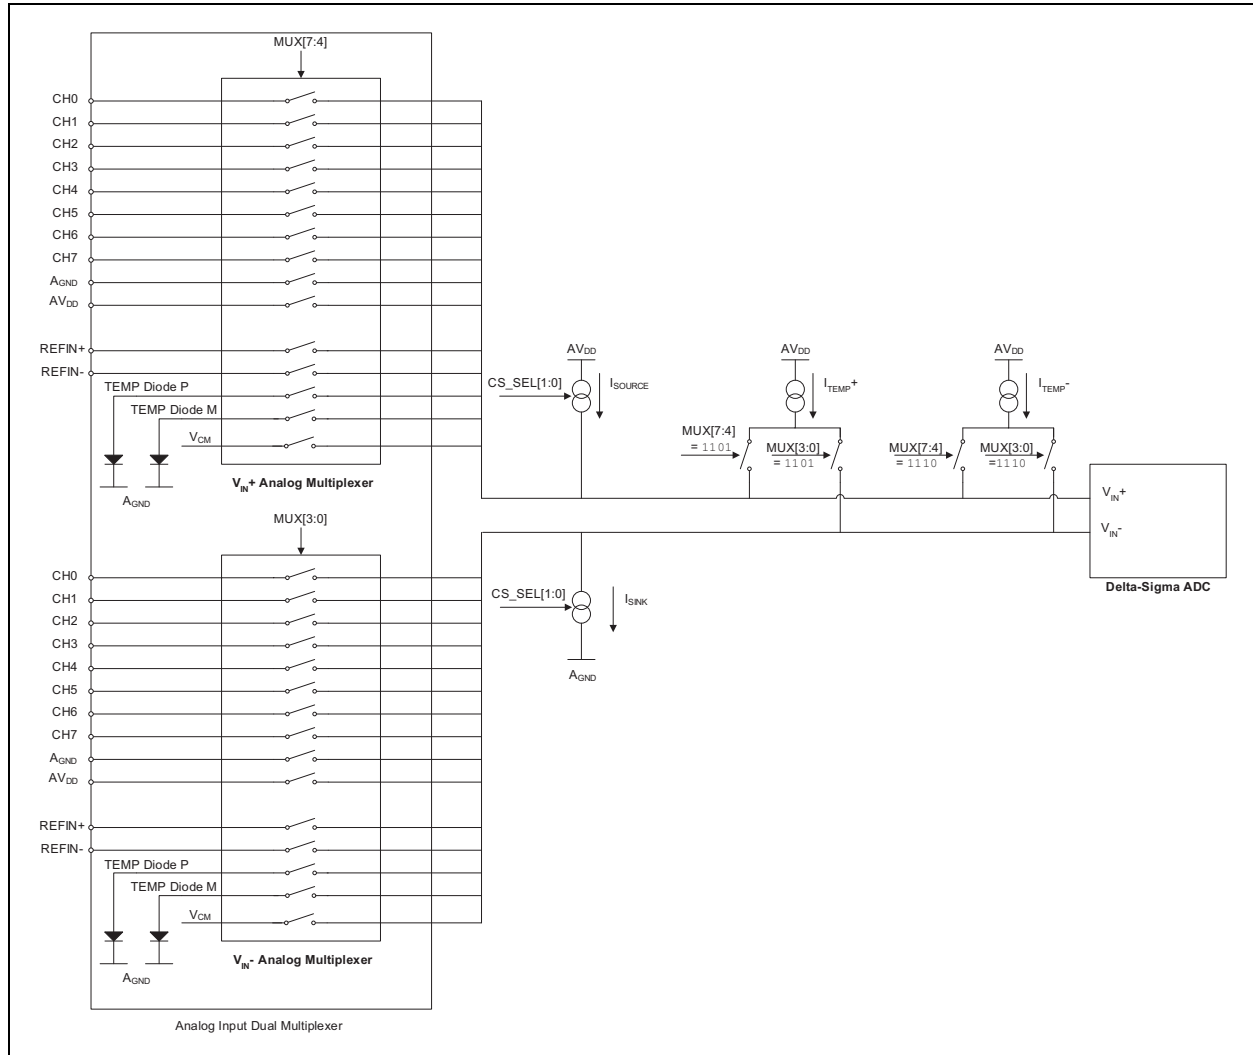 MUX[7:4]
CH0
CH1
CH2
CH3
CH4
CH5
CH6
CH7
AGND
AVDD
REFIN+
REFIN-
TEMP Diode P
TEMP Diode M
VCM
AGND
VIN+ Analog Multiplexer
AVDD
CS_SEL[1:0]
ISOURCE
AVDD
ITEMP+
MUX[7:4]
= 1101
MUX[3:0]
= 1101
AVDD
ITEMP-
MUX[7:4]
= 1110
MUX[3:0]
=1110
VIN+
VIN-
Delta-Sigma ADC
MUX[3:0]
CH0
CH1
CH2
CH3
CH4
CH5
CH6
CH7
AGND
AVDD
REFIN+
REFIN-
TEMP Diode P
TEMP Diode M
VCM
AGND
VIN- Analog Multiplexer
CS_SEL[1:0]
ISINK
AGND
Analog Input Dual Multiplexer